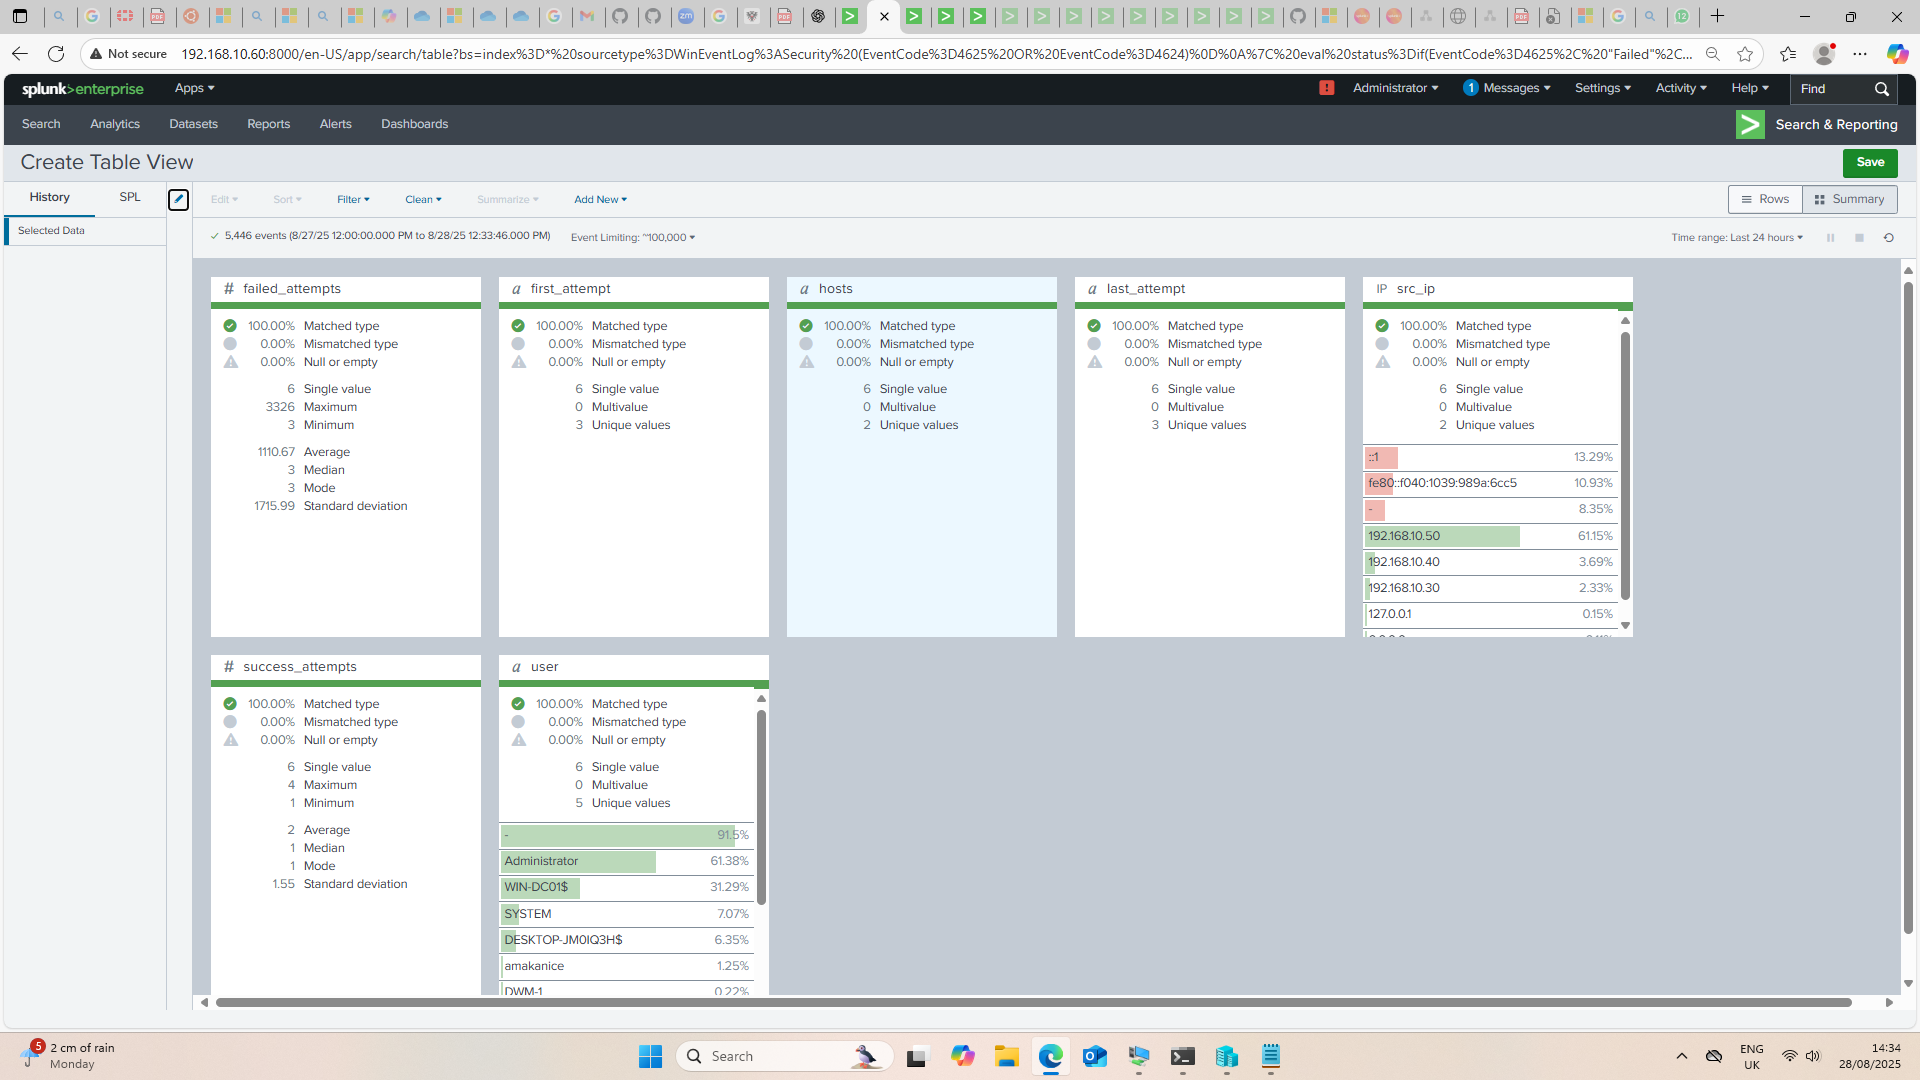 Not secure
192.168.10.60:8000/en-US/app/search/table?bs=index%3D*%20sourcetype%3DWinEventLog%3ASecurity%20(EventCode%3D4625%20OR%20EventCode%3D4624)%0D%0A%7C%20eval%20status%3Dif(EventCode%3D4625%2C%20"Failed"%2C...
splunk>enterprise Apps Administrator 1 Messages Settings Activity Help Find
Search Analytics Datasets Reports Alerts Dashboards Search & Reporting
Create Table View Save
History SPL Edit Sort Filter Clean Summarize Add New Rows Summary
Selected Data
5,446 events (8/27/25 12:00:00.000 PM to 8/28/25 12:33:46.000 PM) Event Limiting: ~100,000 Time range: Last 24 hours
# failed_attempts
100.00% Matched type
0.00% Mismatched type
0.00% Null or empty
6 Single value
3326 Maximum
3 Minimum
1110.67 Average
3 Median
3 Mode
1715.99 Standard deviation
a first_attempt
100.00% Matched type
0.00% Mismatched type
0.00% Null or empty
6 Single value
0 Multivalue
3 Unique values
a hosts
100.00% Matched type
0.00% Mismatched type
0.00% Null or empty
6 Single value
0 Multivalue
2 Unique values
a last_attempt
100.00% Matched type
0.00% Mismatched type
0.00% Null or empty
6 Single value
0 Multivalue
3 Unique values
IP src_ip
100.00% Matched type
0.00% Mismatched type
0.00% Null or empty
6 Single value
0 Multivalue
2 Unique values
::1 13.29%
fe80::f040:1039:989a:6cc5 10.93%
- 8.35%
192.168.10.50 61.15%
192.168.10.40 3.69%
192.168.10.30 2.33%
127.0.0.1 0.15%
# success_attempts
100.00% Matched type
0.00% Mismatched type
0.00% Null or empty
6 Single value
4 Maximum
1 Minimum
2 Average
1 Median
1 Mode
1.55 Standard deviation
a user
100.00% Matched type
0.00% Mismatched type
0.00% Null or empty
6 Single value
0 Multivalue
5 Unique values
- 91.5%
Administrator 61.38%
WIN-DC01$ 31.29%
SYSTEM 7.07%
DESKTOP-JM0IQ3H$ 6.35%
amakanice 1.25%
DWM-1 0.22%
5 2 cm of rain
Monday
Search
ENG
UK
14:34
28/08/2025